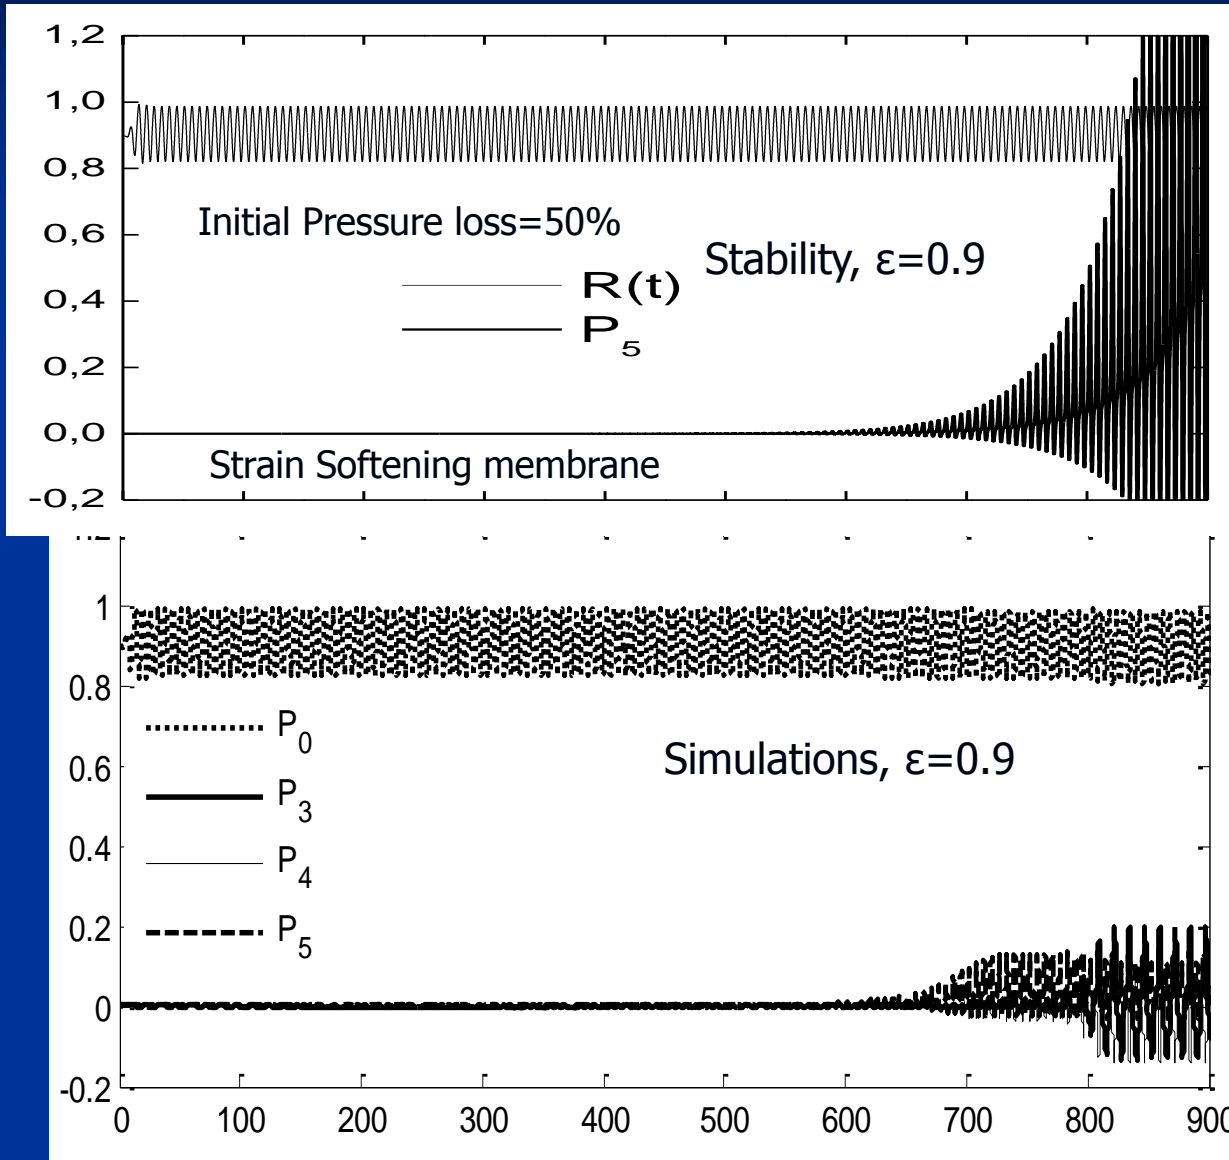 1,2
1,0
0,8
0,6
0,4
0,2
0,0
-0,2
Initial Pressure loss=50%
Stability, ε=0.9
R(t)
P5
Strain Softening membrane
1
0.8
0.6
0.4
0.2
0
-0.2
P0
P3
P4
P5
Simulations, ε=0.9
0 100 200 300 400 500 600 700 800